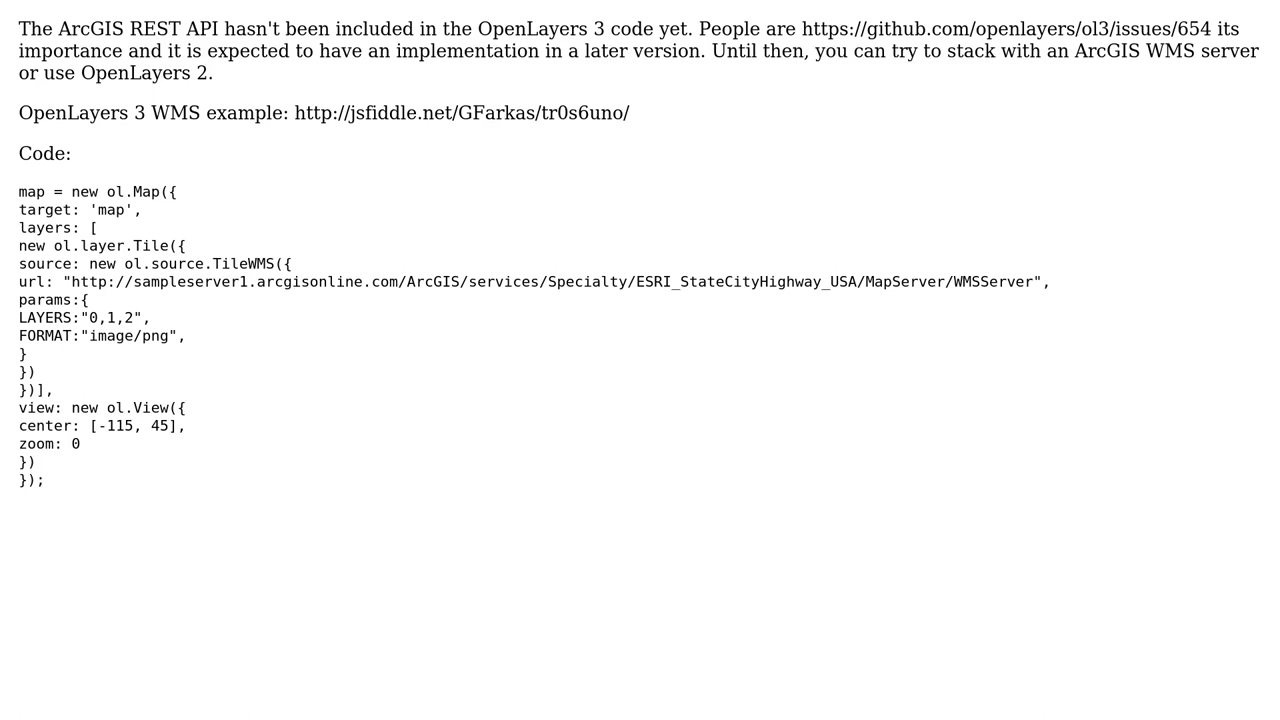 The ArcGIS REST API hasn't been included in the OpenLayers 3 code yet. People are https://github.com/openlayers/ol3/issues/654 its
importance and it is expected to have an implementation in a later version. Until then, you can try to stack with an ArcGIS WMS server
or use OpenLayers 2.
OpenLayers 3 WMS example: http://jsfiddle.net/GFarkas/tr0s6uno/
Code:
map = new ol.Map({
target: 'map',
layers: [
new ol.layer.Tile({
source: new ol.source.TileWMS({
url: "http://sampleserver1.arcgisonline.com/ArcGIS/services/Specialty/ESRI_StateCityHighway_USA/MapServer/WMSServer",
params:{
LAYERS:"0,1,2",
FORMAT:"image/png",
}
})
})],
view: new ol.View({
center: [-115, 45],
zoom: 0
})
});